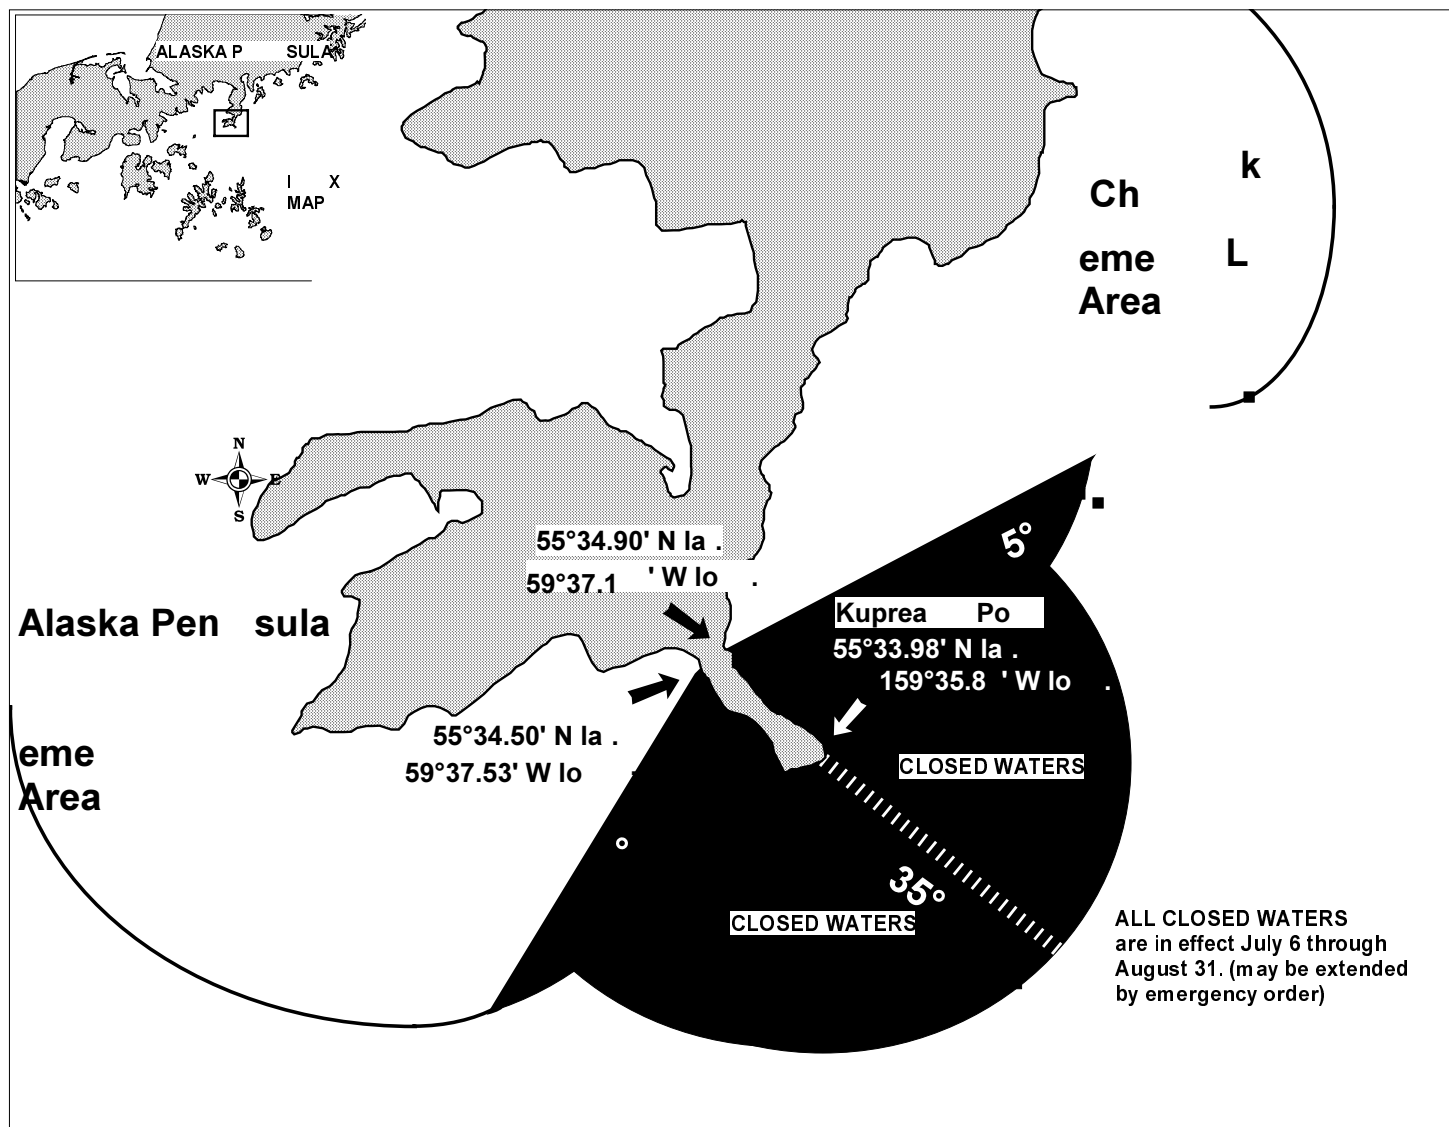 ALASKA P SULA
I X
MAP
Ch k
eme L
Area
N
W E
S
55°34.90' N la .
59°37.1 ' W lo .
5°
Alaska Pen sula
eme
Area
Kuprea Po
55°33.98' N la .
159°35.8 ' W lo .
55°34.50' N la .
59°37.53' W lo .
CLOSED WATERS
°
35°
CLOSED WATERS
ALL CLOSED WATERS
are in effect July 6 through
August 31. (may be extended
by emergency order)